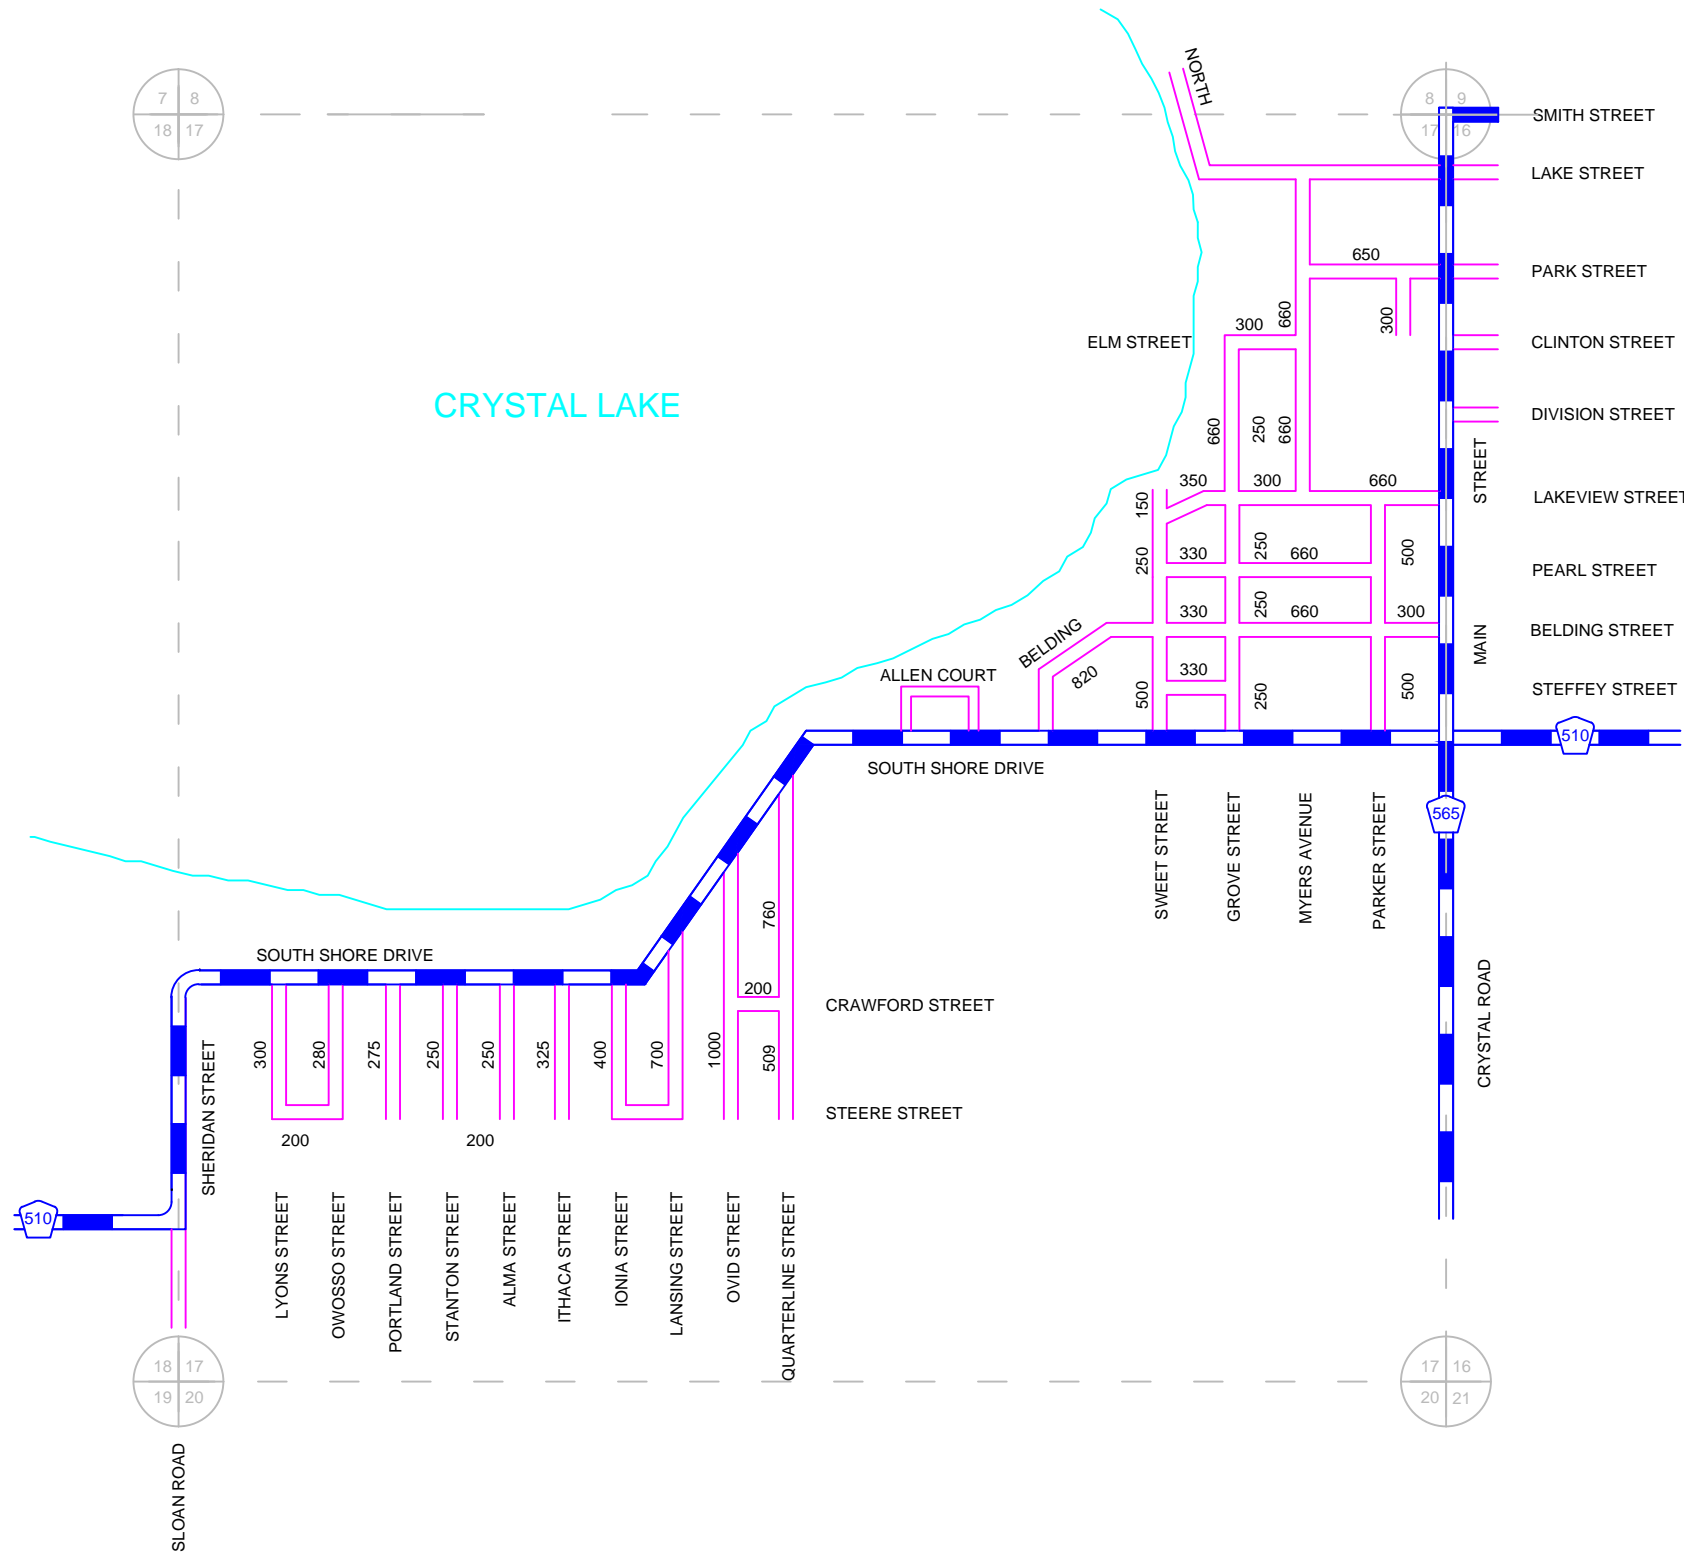 NORTH
7 8
18 17
8 9
17 16
SMITH STREET
LAKE STREET
650
PARK STREET
300
660
300
ELM STREET
CLINTON STREET
CRYSTAL LAKE
660
250
660
DIVISION STREET
STREET
350
300
660
150
LAKEVIEW STREET
250
330
250
660
500
PEARL STREET
330
250
660
300
BELDING
MAIN
BELDING STREET
820
ALLEN COURT
330
500
250
500
STEFFEY STREET
510
SOUTH SHORE DRIVE
565
SWEET STREET
GROVE STREET
MYERS AVENUE
PARKER STREET
760
SOUTH SHORE DRIVE
200
CRAWFORD STREET
CRYSTAL ROAD
SHERIDAN STREET
300
280
275
250
250
325
400
700
1000
509
STEERE STREET
200
200
510
LYONS STREET
OWOSSO STREET
PORTLAND STREET
STANTON STREET
ALMA STREET
ITHACA STREET
IONIA STREET
LANSING STREET
OVID STREET
QUARTERLINE STREET
18 17
19 20
17 16
20 21
SLOAN ROAD